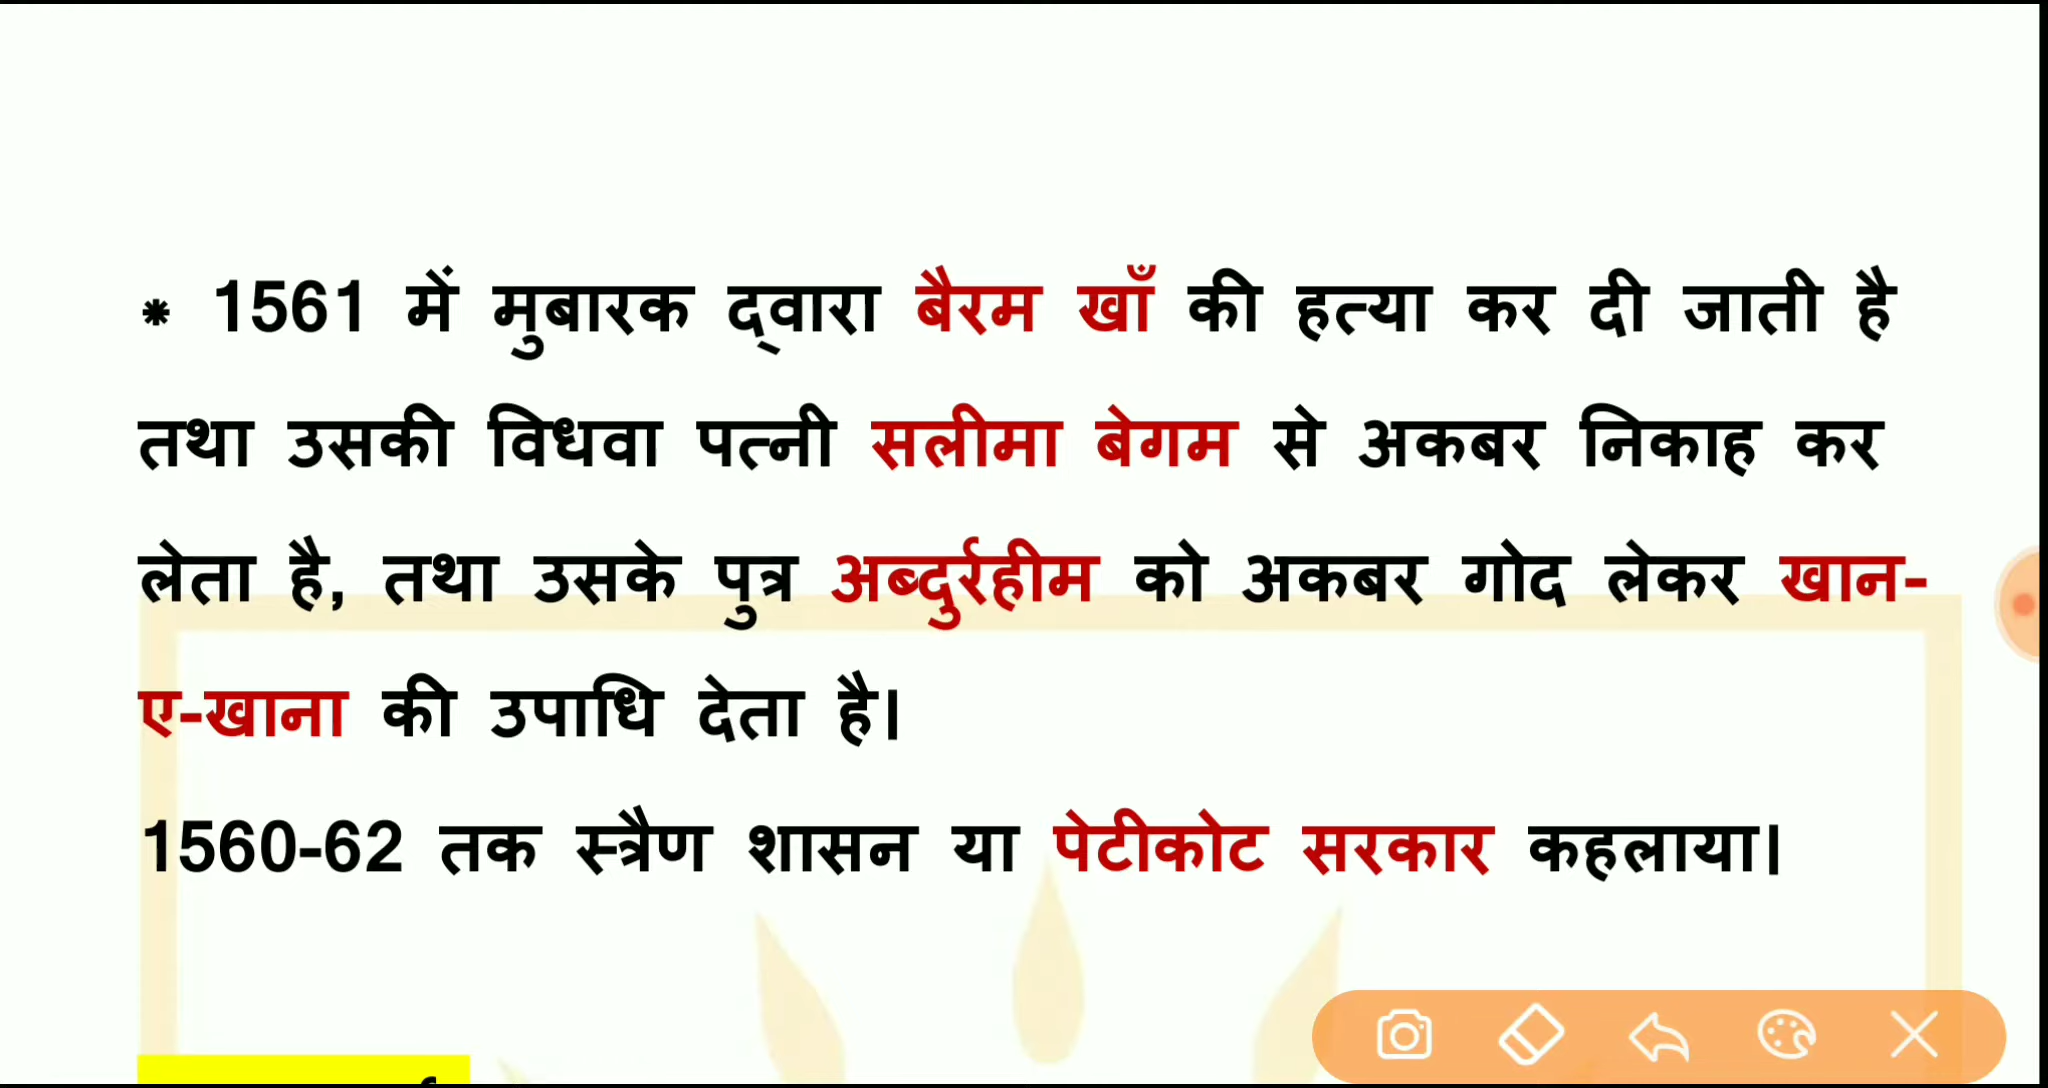 * 1561 में मुबारक द्वारा बैरम खाँ की हत्या कर दी जाती है
तथा उसकी विधवा पत्नी सलीमा बेगम से अकबर निकाह कर
लेता है, तथा उसके पुत्र अब्दुर्रहीम को अकबर गोद लेकर खान-
ए-खाना की उपाधि देता है।
1560-62 तक स्त्रैण शासन या पेटीकोट सरकार कहलाया।